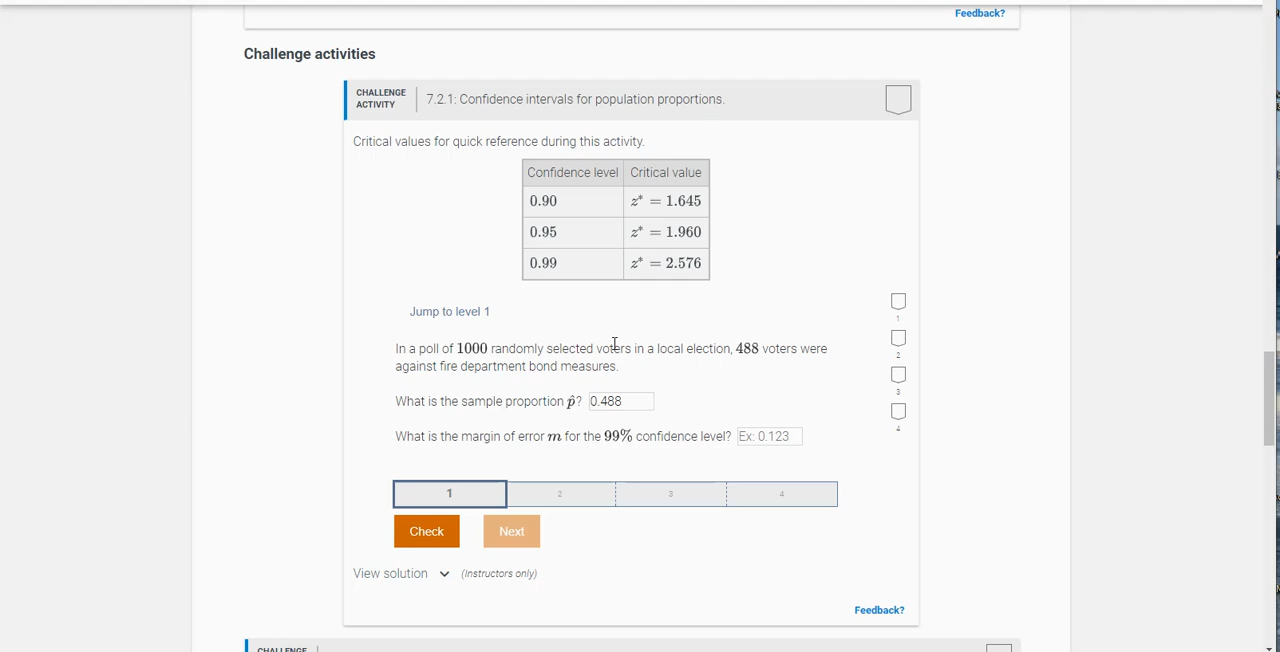 Feedback?
Challenge activities
CHALLENGE ACTIVITY
7.2.1: Confidence intervals for population proportions.
Critical values for quick reference during this activity.
Confidence level Critical value
0.90 z* = 1.645
0.95 z* = 1.960
0.99 z* = 2.576
Jump to level 1
1
In a poll of 1000 randomly selected voters in a local election, 488 voters were
2
against fire department bond measures.
3
What is the sample proportion p̂? 0.488
4
What is the margin of error m for the 99% confidence level? Ex: 0.123
1 2 3 4
Check Next
View solution (Instructors only)
Feedback?
CHALLENGE